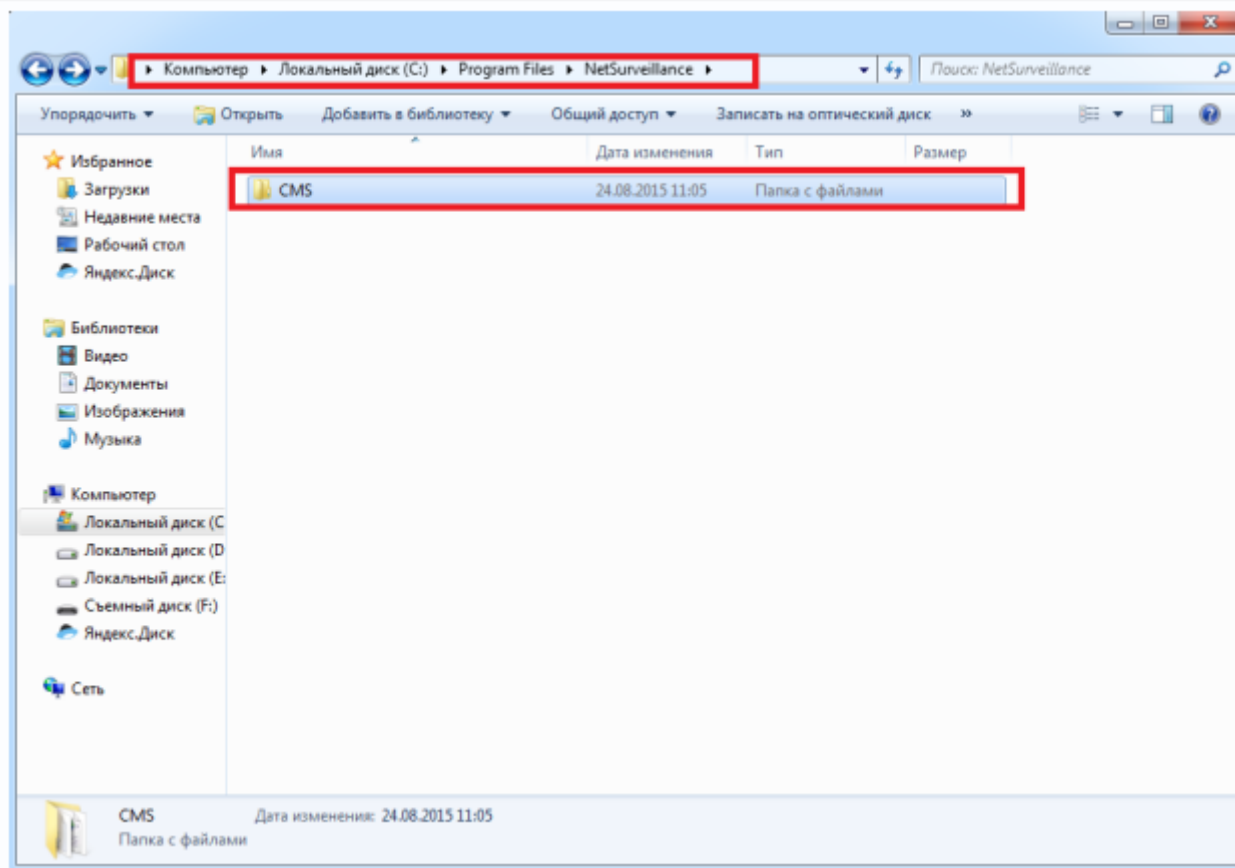 Компьютер Локальный диск (C:) Program Files NetSurveillance Поиск: NetSurveillance
Упорядочить Открыть Добавить в библиотеку Общий доступ Записать на оптический диск »
Имя Дата изменения Тип Размер
CMS 24.08.2015 11:05 Папка с файлами
Избранное
Загрузки
Недавние места
Рабочий стол
Яндекс.Диск
Библиотеки
Видео
Документы
Изображения
Музыка
Компьютер
Локальный диск (C
Локальный диск (D
Локальный диск (E:
Съемный диск (F:)
Яндекс.Диск
Сеть
CMS Дата изменения: 24.08.2015 11:05
Папка с файлами